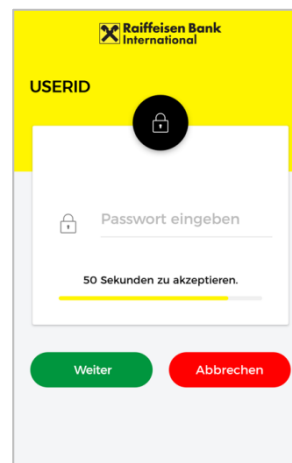 Raiffeisen Bank
International
USERID
Passwort eingeben
50 Sekunden zu akzeptieren.
Weiter
Abbrechen